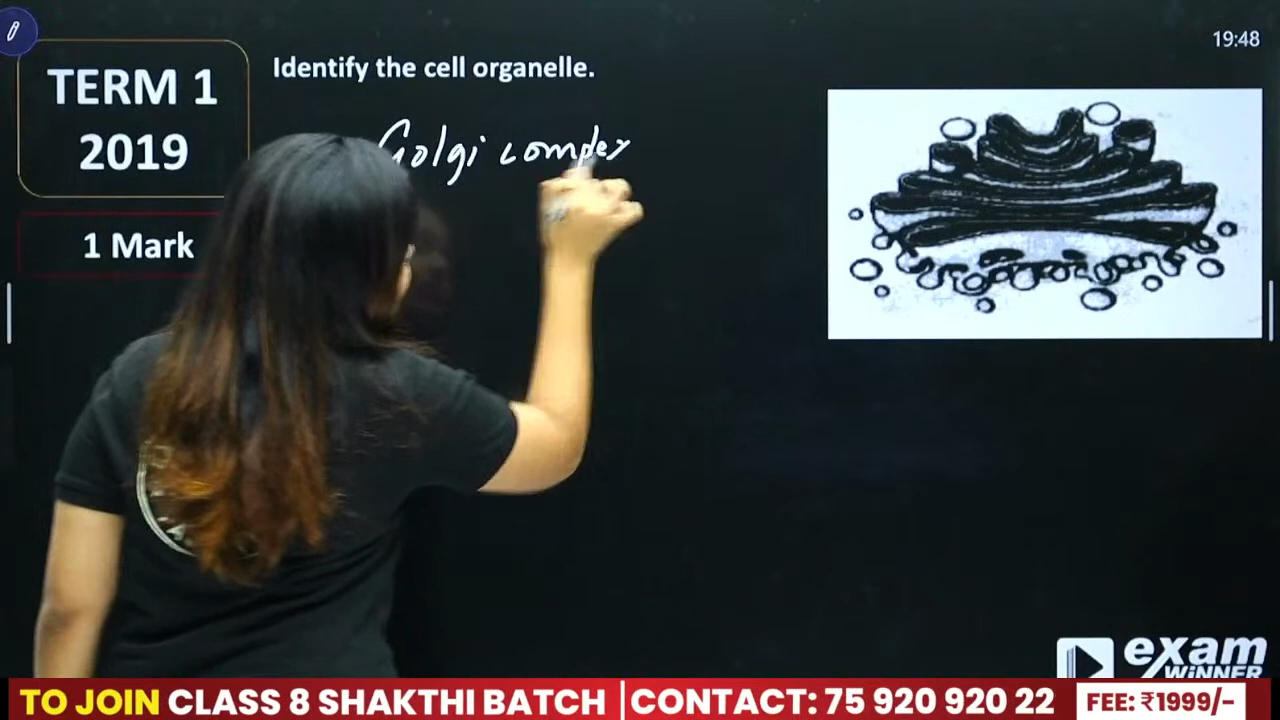 19:48
TERM 1
2019
Identify the cell organelle.
Golgi complex
1 Mark
exam
WINNER
TO JOIN CLASS 8 SHAKTHI BATCH | CONTACT: 75 920 920 22
FEE: ₹1999/-